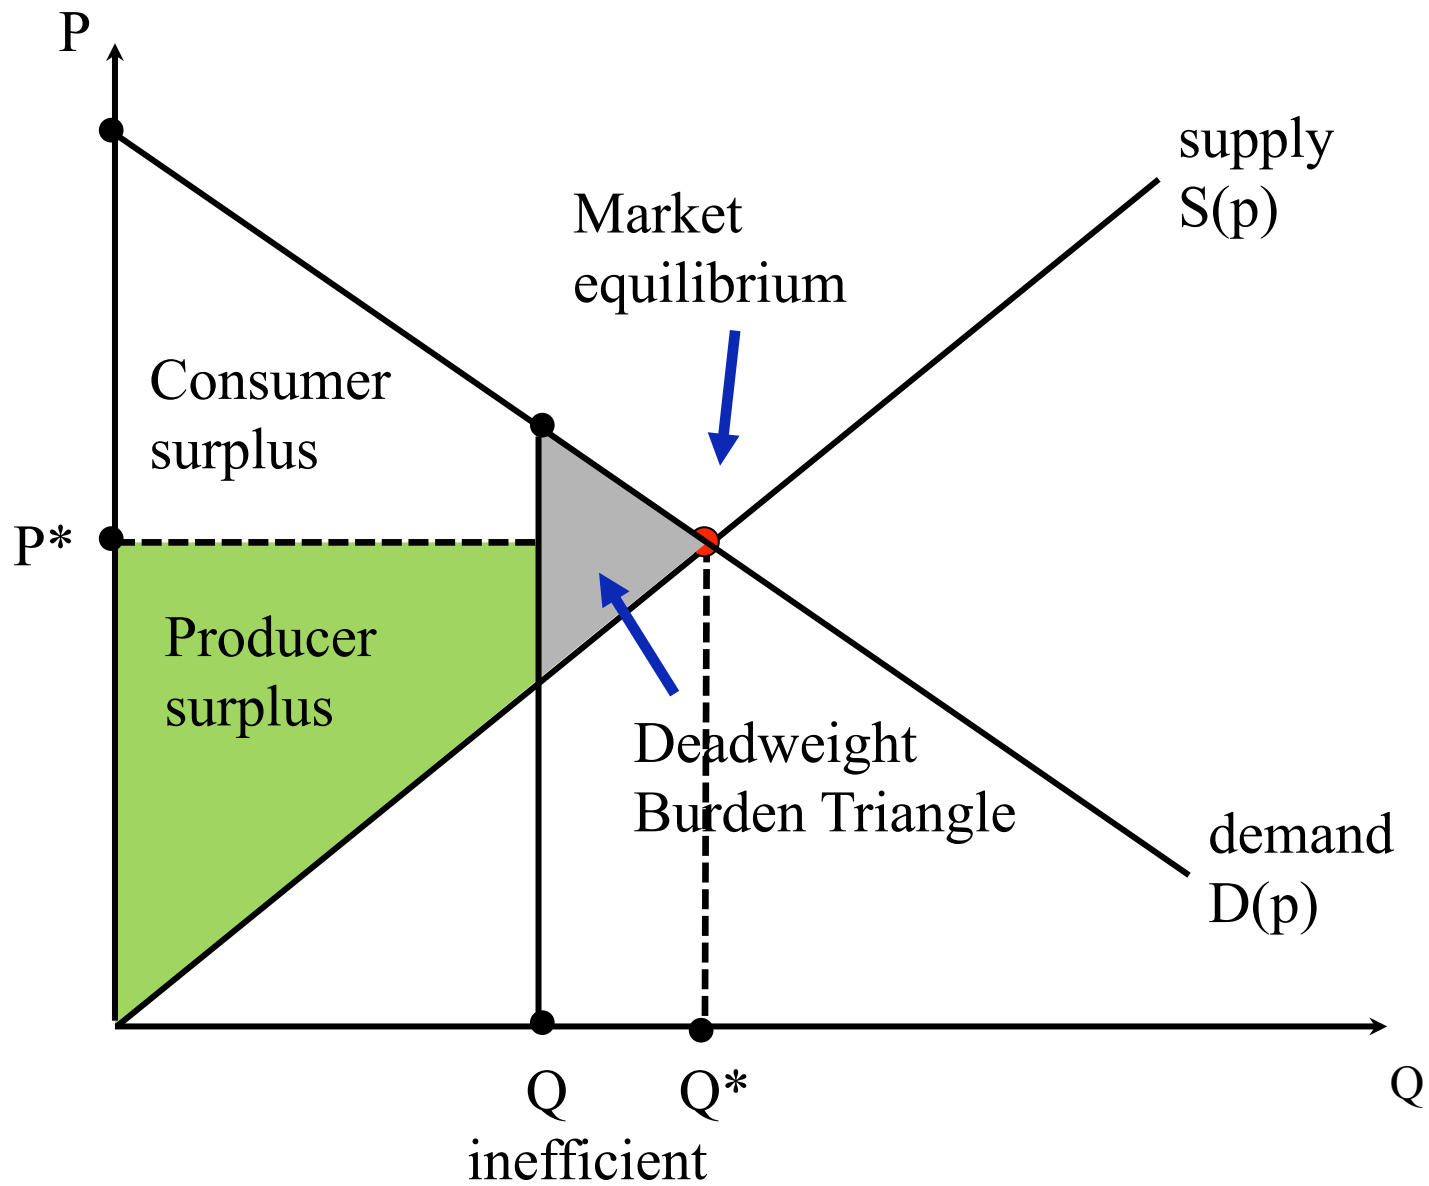 P
supply
S(p)
Market
equilibrium
Consumer
surplus
P*
Producer
surplus
Deadweight
Burden Triangle
demand
D(p)
Q
Q*
Q
inefficient